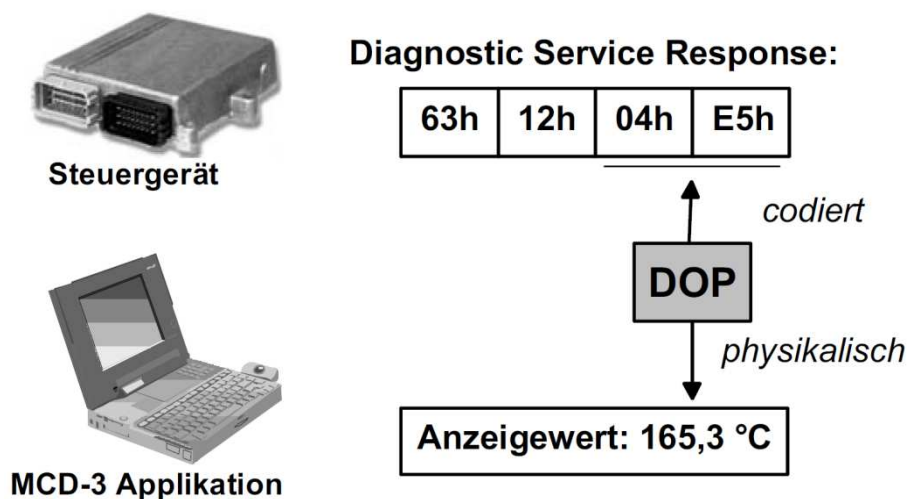 Diagnostic Service Response:
63h 12h 04h E5h
Steuergerät
codiert
DOP
physikalisch
Anzeigewert: 165,3 °C
MCD-3 Applikation